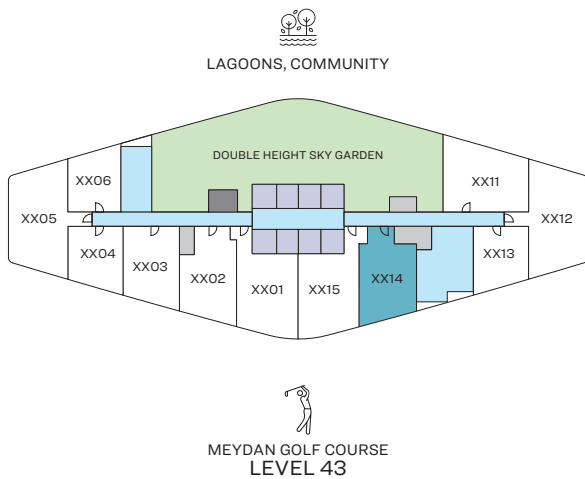 LAGOONS, COMMUNITY
DOUBLE HEIGHT SKY GARDEN
XX06
XX11
XX05
XX12
XX04
XX03
XX02
XX01
XX15
XX14
XX13
MEYDAN GOLF COURSE
LEVEL 43